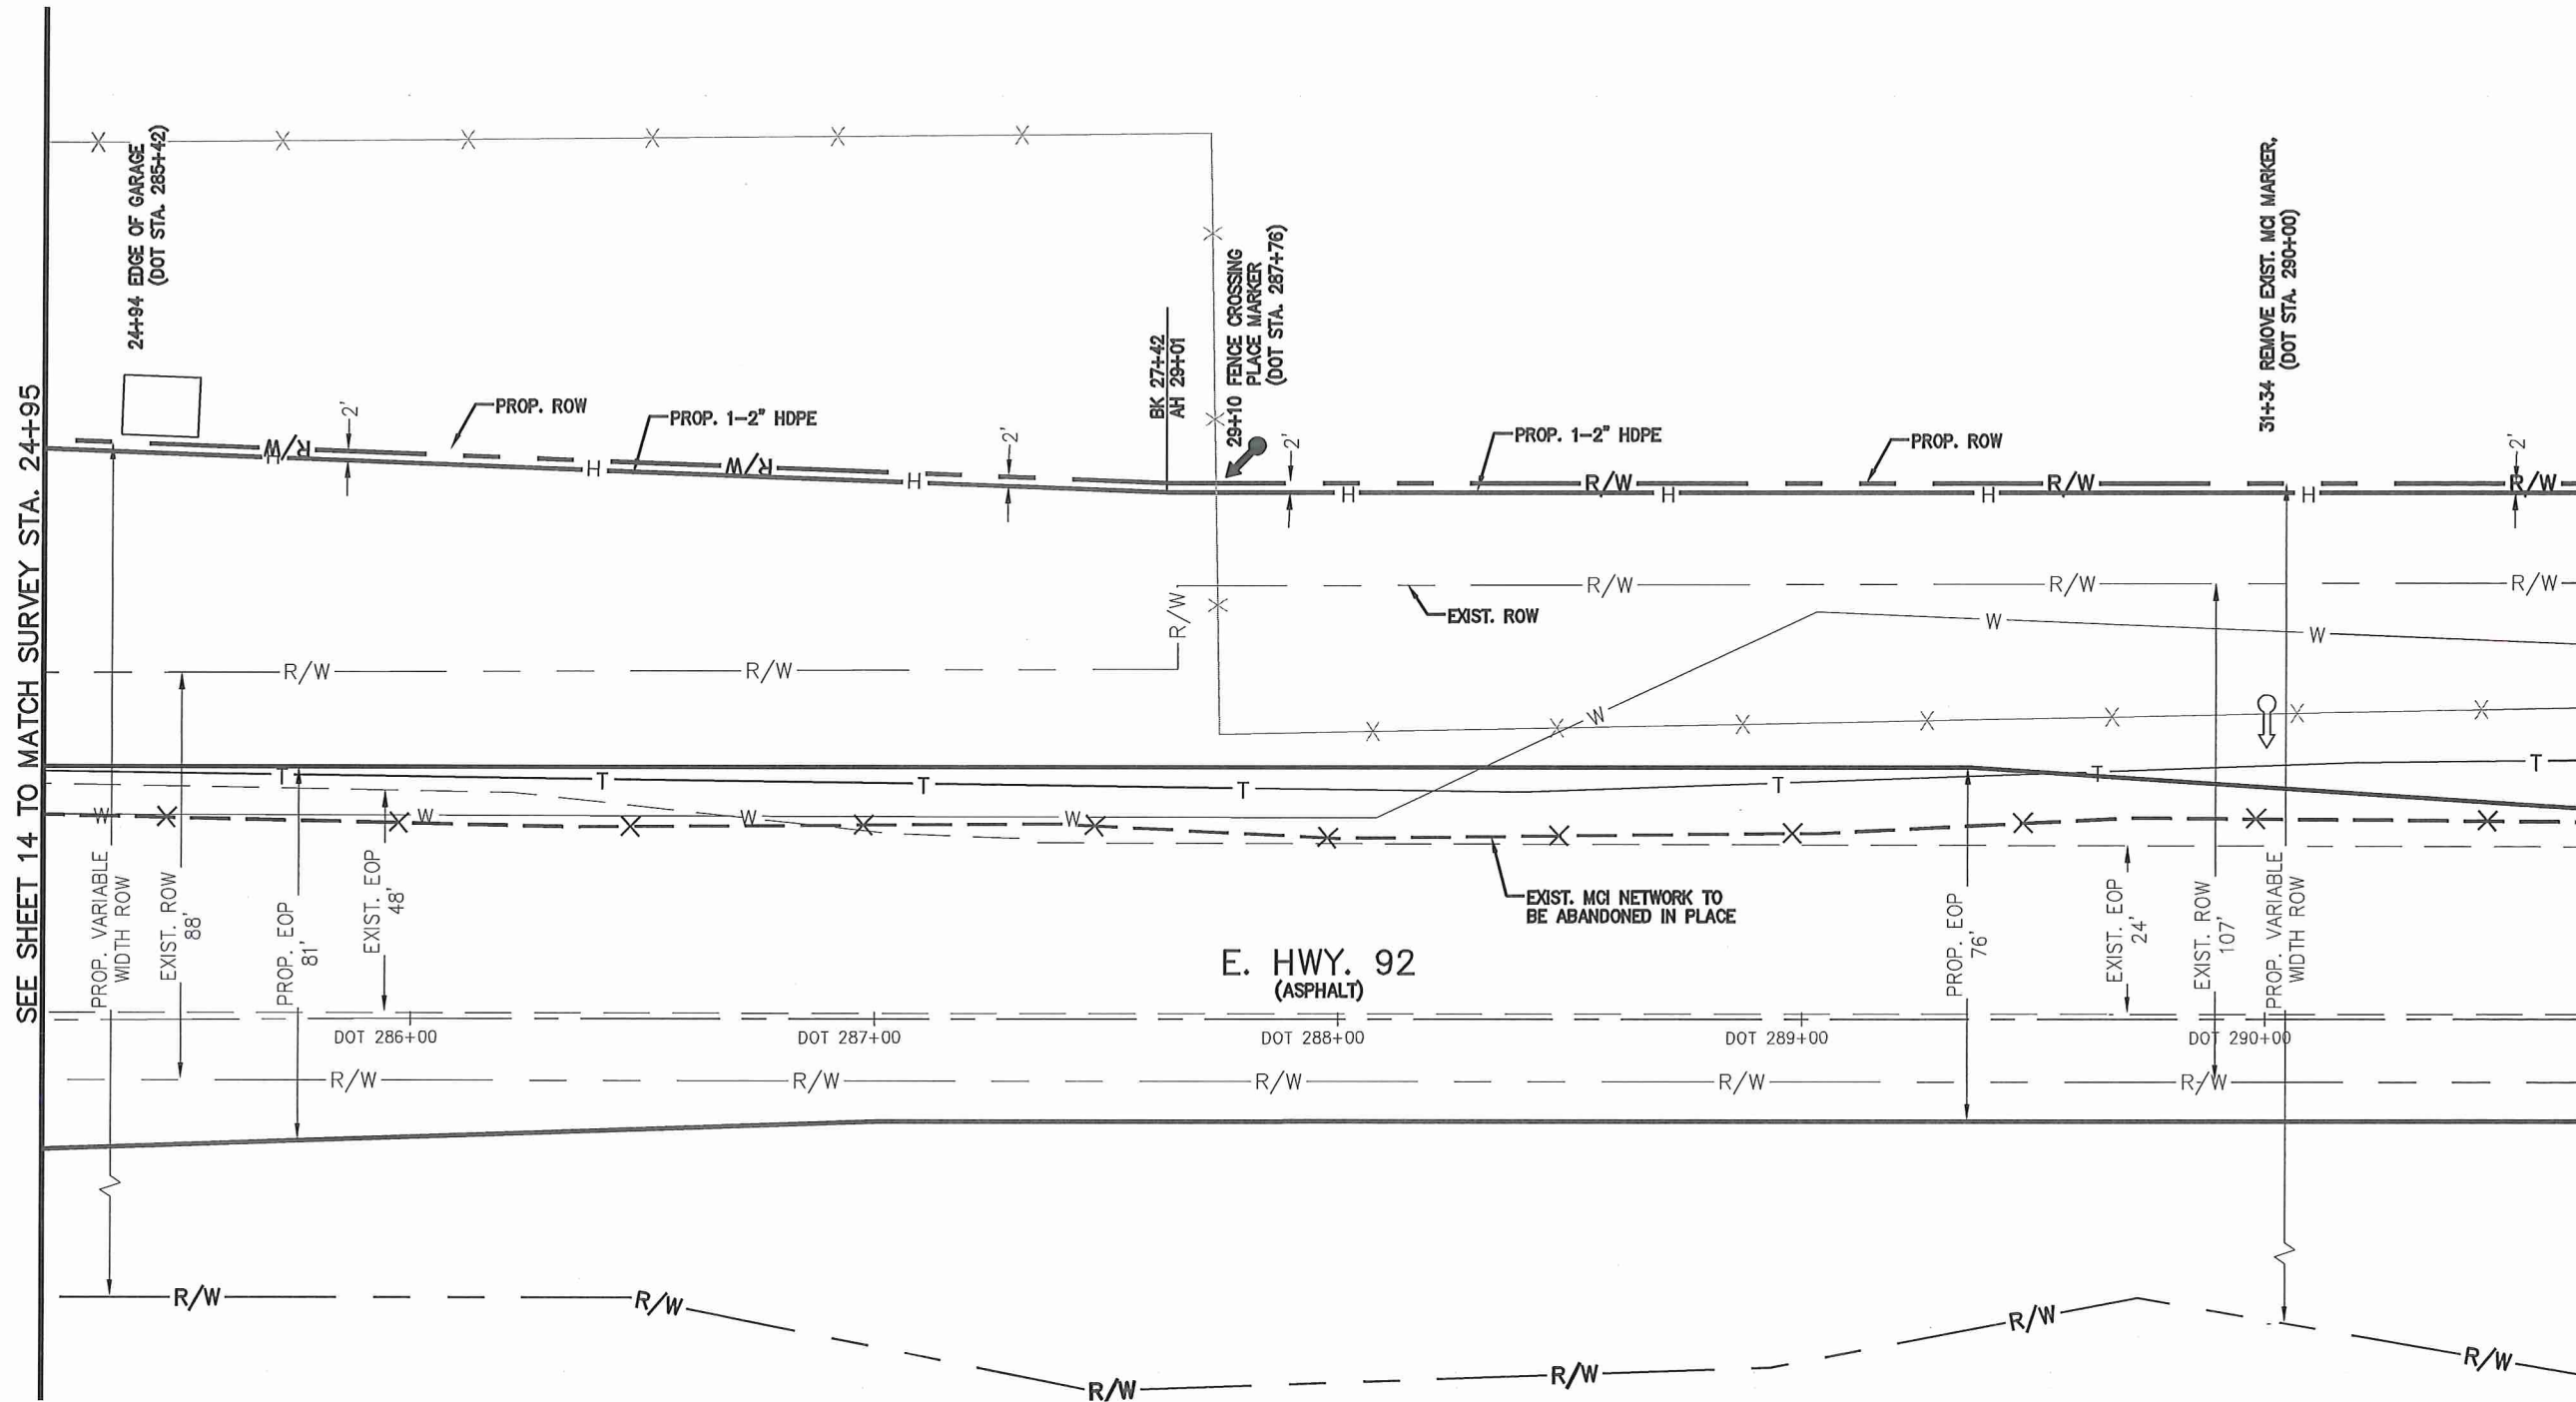 SEE SHEET 14 TO MATCH SURVEY STA. 24+95
24+94 EDGE OF GARAGE
(DOT STA. 285+42)
BK 27+42
AH 29+01
29+10 FENCE CROSSING
PLACE MARKER
(DOT STA. 287+76)
31+34 REMOVE EXIST. MCI MARKER,
(DOT STA. 290+00)
2'
PROP. ROW
PROP. 1-2" HDPE
2'
2'
PROP. 1-2" HDPE
PROP. ROW
2'
R/W
R/W
R/W
R/W
R/W
H
H
H
H
H
H
H
R/W
R/W
R/W
EXIST. ROW
R/W
R/W
R/W
W
W
W
T
T
T
T
T
T
T
W
W
W
W
EXIST. MCI NETWORK TO
BE ABANDONED IN PLACE
PROP. VARIABLE
WIDTH ROW
EXIST. ROW
88'
PROP. EOP
81'
EXIST. EOP
48'
E. HWY. 92
(ASPHALT)
PROP. EOP
76'
EXIST. EOP
24'
EXIST. ROW
107'
PROP. VARIABLE
WIDTH ROW
DOT 286+00
DOT 287+00
DOT 288+00
DOT 289+00
DOT 290+00
R/W
R/W
R/W
R/W
R/W
R/W
R/W
R/W
R/W
R/W
R/W